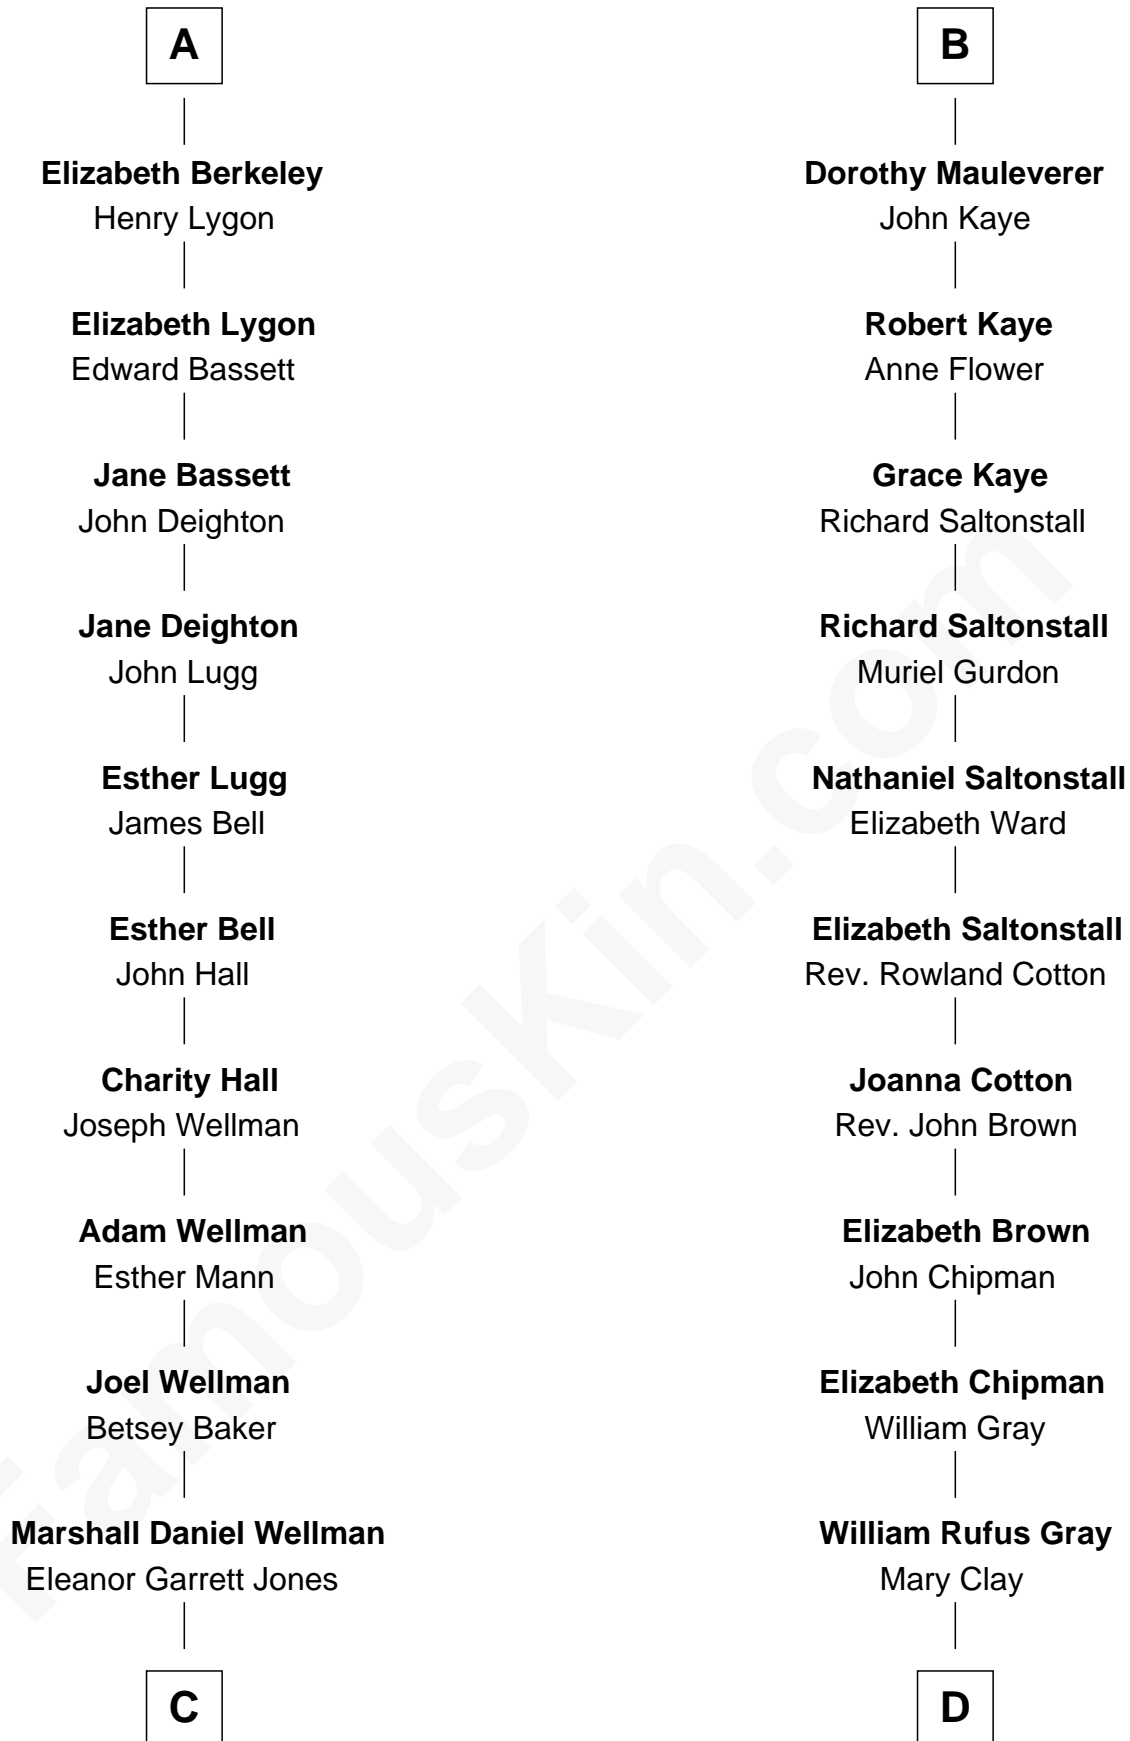 A
Elizabeth Berkeley
Henry Lygon
Elizabeth Lygon
Edward Bassett
Jane Bassett
John Deighton
Jane Deighton
John Lugg
Esther Lugg
James Bell
Esther Bell
John Hall
Charity Hall
Joseph Wellman
Adam Wellman
Esther Mann
Joel Wellman
Betsey Baker
Marshall Daniel Wellman
Eleanor Garrett Jones
C
B
Dorothy Mauleverer
John Kaye
Robert Kaye
Anne Flower
Grace Kaye
Richard Saltonstall
Richard Saltonstall
Muriel Gurdon
Nathaniel Saltonstall
Elizabeth Ward
Elizabeth Saltonstall
Rev. Rowland Cotton
Joanna Cotton
Rev. John Brown
Elizabeth Brown
John Chipman
Elizabeth Chipman
William Gray
William Rufus Gray
Mary Clay
D
FamousKin.com